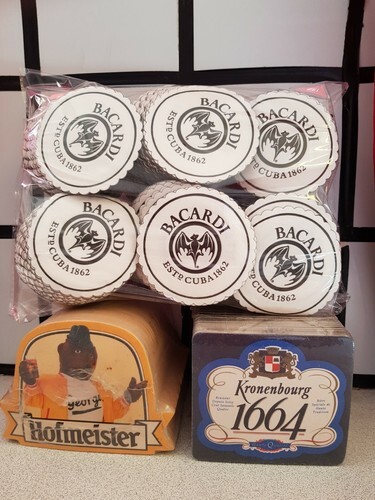 BACARDI
ESTD CUBA 1862
BACARDI
ESTD CUBA 1862
BACARDI
ESTD CUBA 1862
BACARDI
ESTD CUBA 1862
BACARDI
ESTD CUBA 1862
BACARDI
ESTD CUBA 1862
George
Hofmeister
Kronenbourg
1664